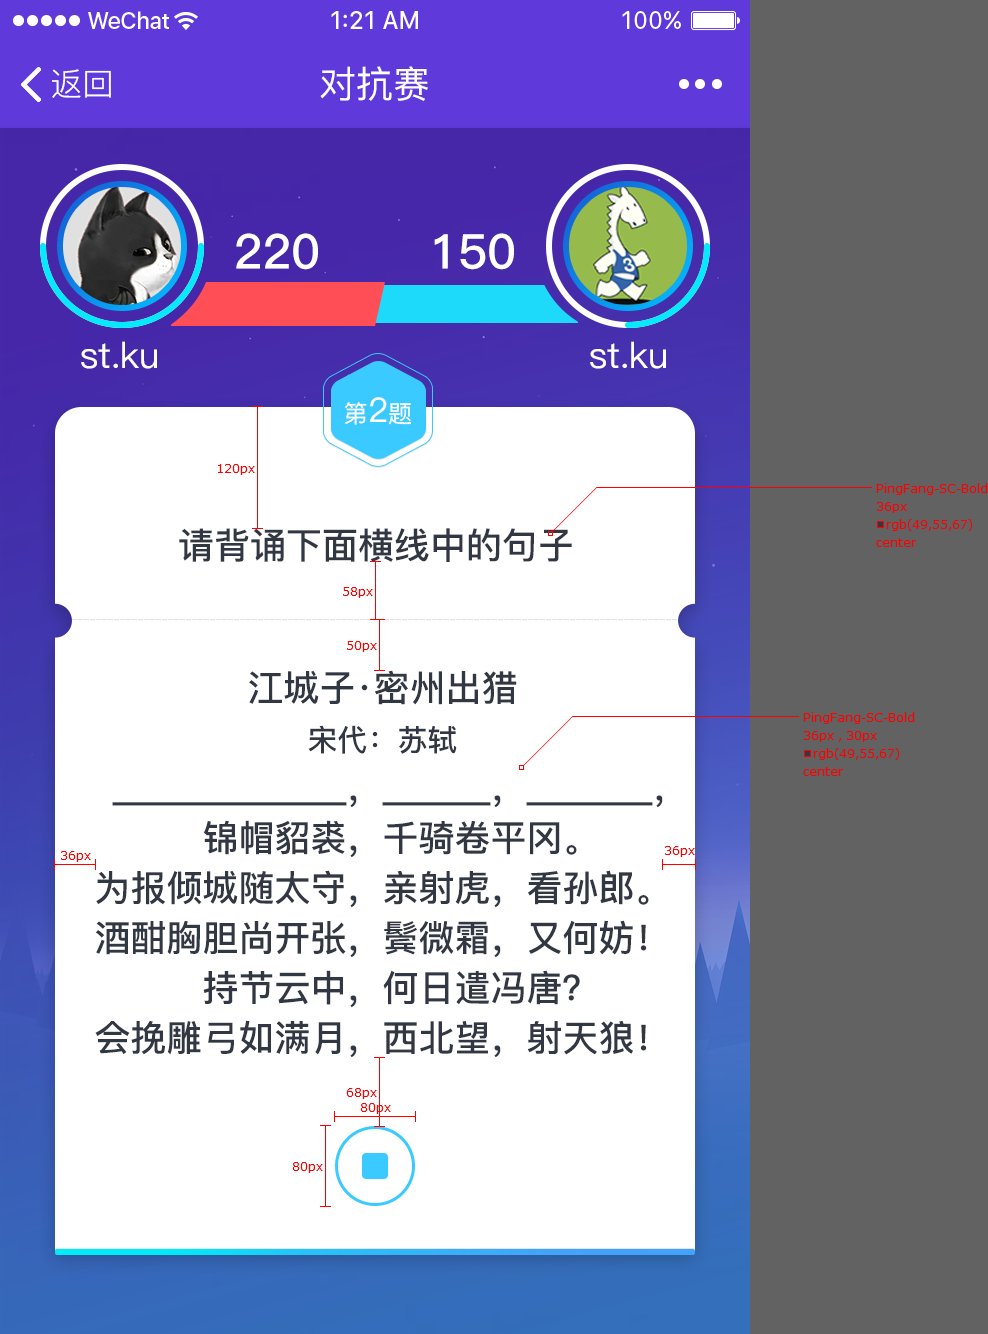 WeChat 1:21 AM 100%
返回 对抗赛
220 150
3
st.ku st.ku
第2题
120px
PingFang-SC-Bold
36px
rgb(49,55,67)
center
请背诵下面横线中的句子
58px
50px
江城子·密州出猎
PingFang-SC-Bold
36px , 30px
rgb(49,55,67)
center
宋代：苏轼
____________，______，_______，
锦帽貂裘，千骑卷平冈。
36px 36px
为报倾城随太守，亲射虎，看孙郎。
酒酣胸胆尚开张，鬓微霜，又何妨！
持节云中，何日遣冯唐？
会挽雕弓如满月，西北望，射天狼！
68px
80px
80px